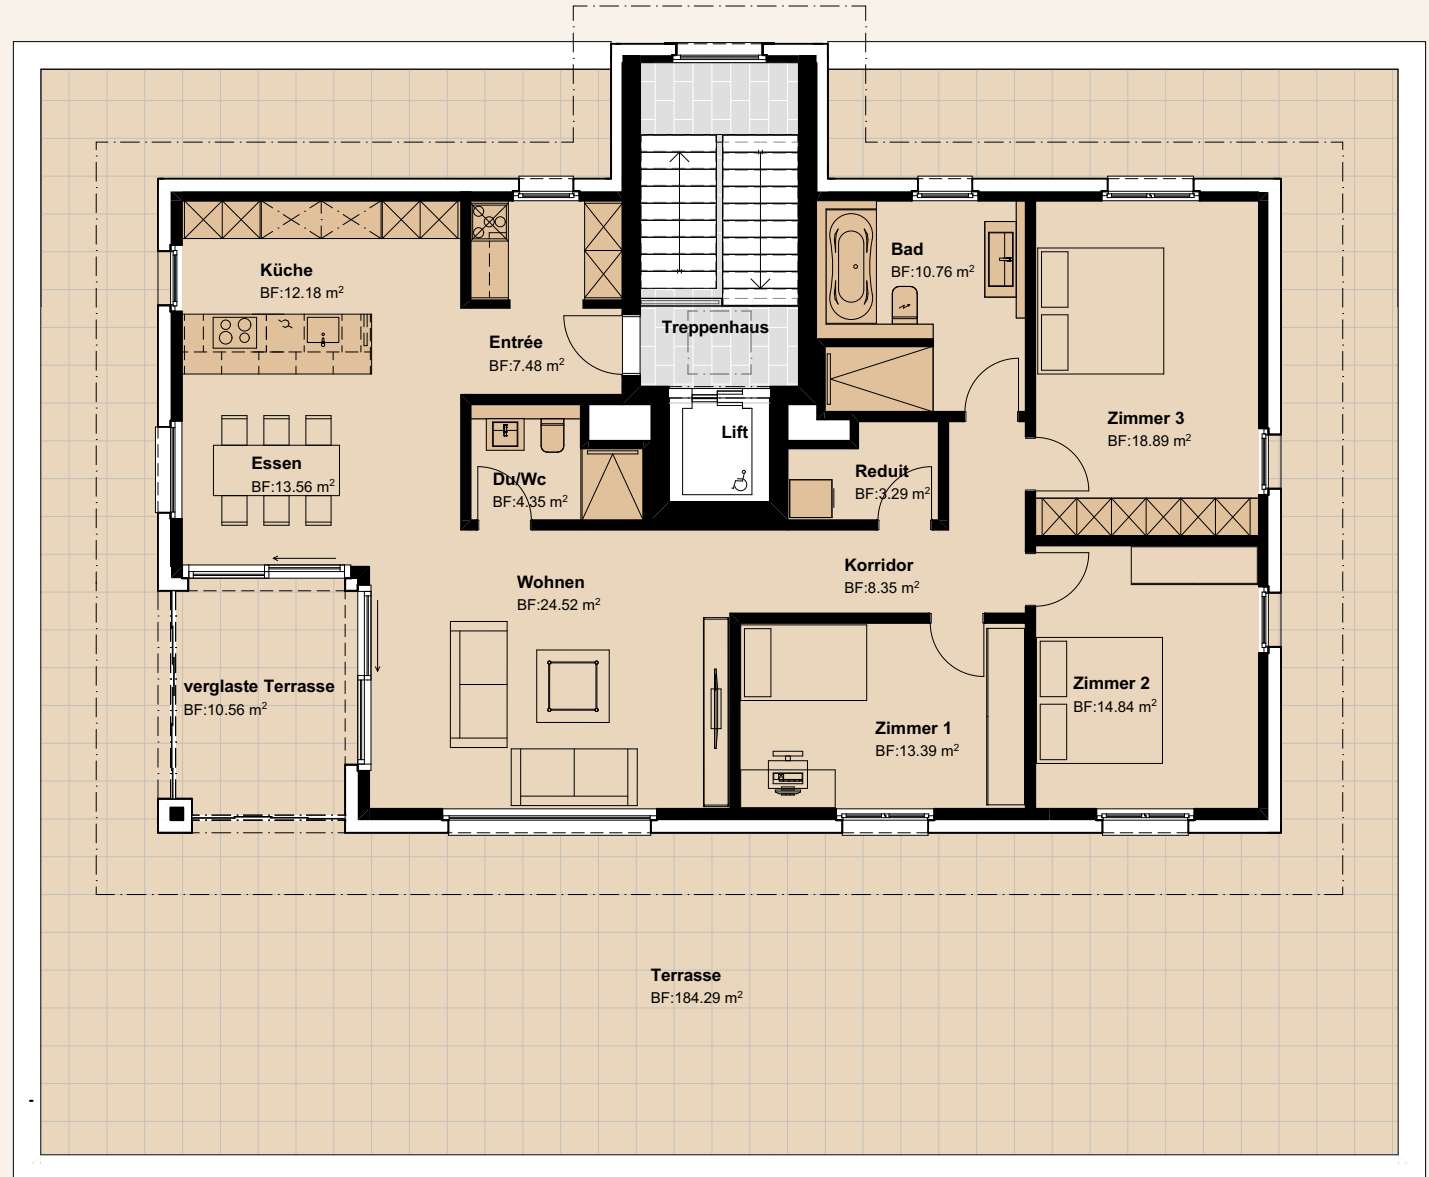 Küche
BF:12.18 m²
Entrée
BF:7.48 m²
Treppenhaus
Bad
BF:10.76 m²
Zimmer 3
BF:18.89 m²
Lift
Essen
BF:13.56 m²
Du/Wc
BF:4.35 m²
Reduit
BF:3.29 m²
Wohnen
BF:24.52 m²
Korridor
BF:8.35 m²
verglaste Terrasse
BF:10.56 m²
Zimmer 1
BF:13.39 m²
Zimmer 2
BF:14.84 m²
Terrasse
BF:184.29 m²